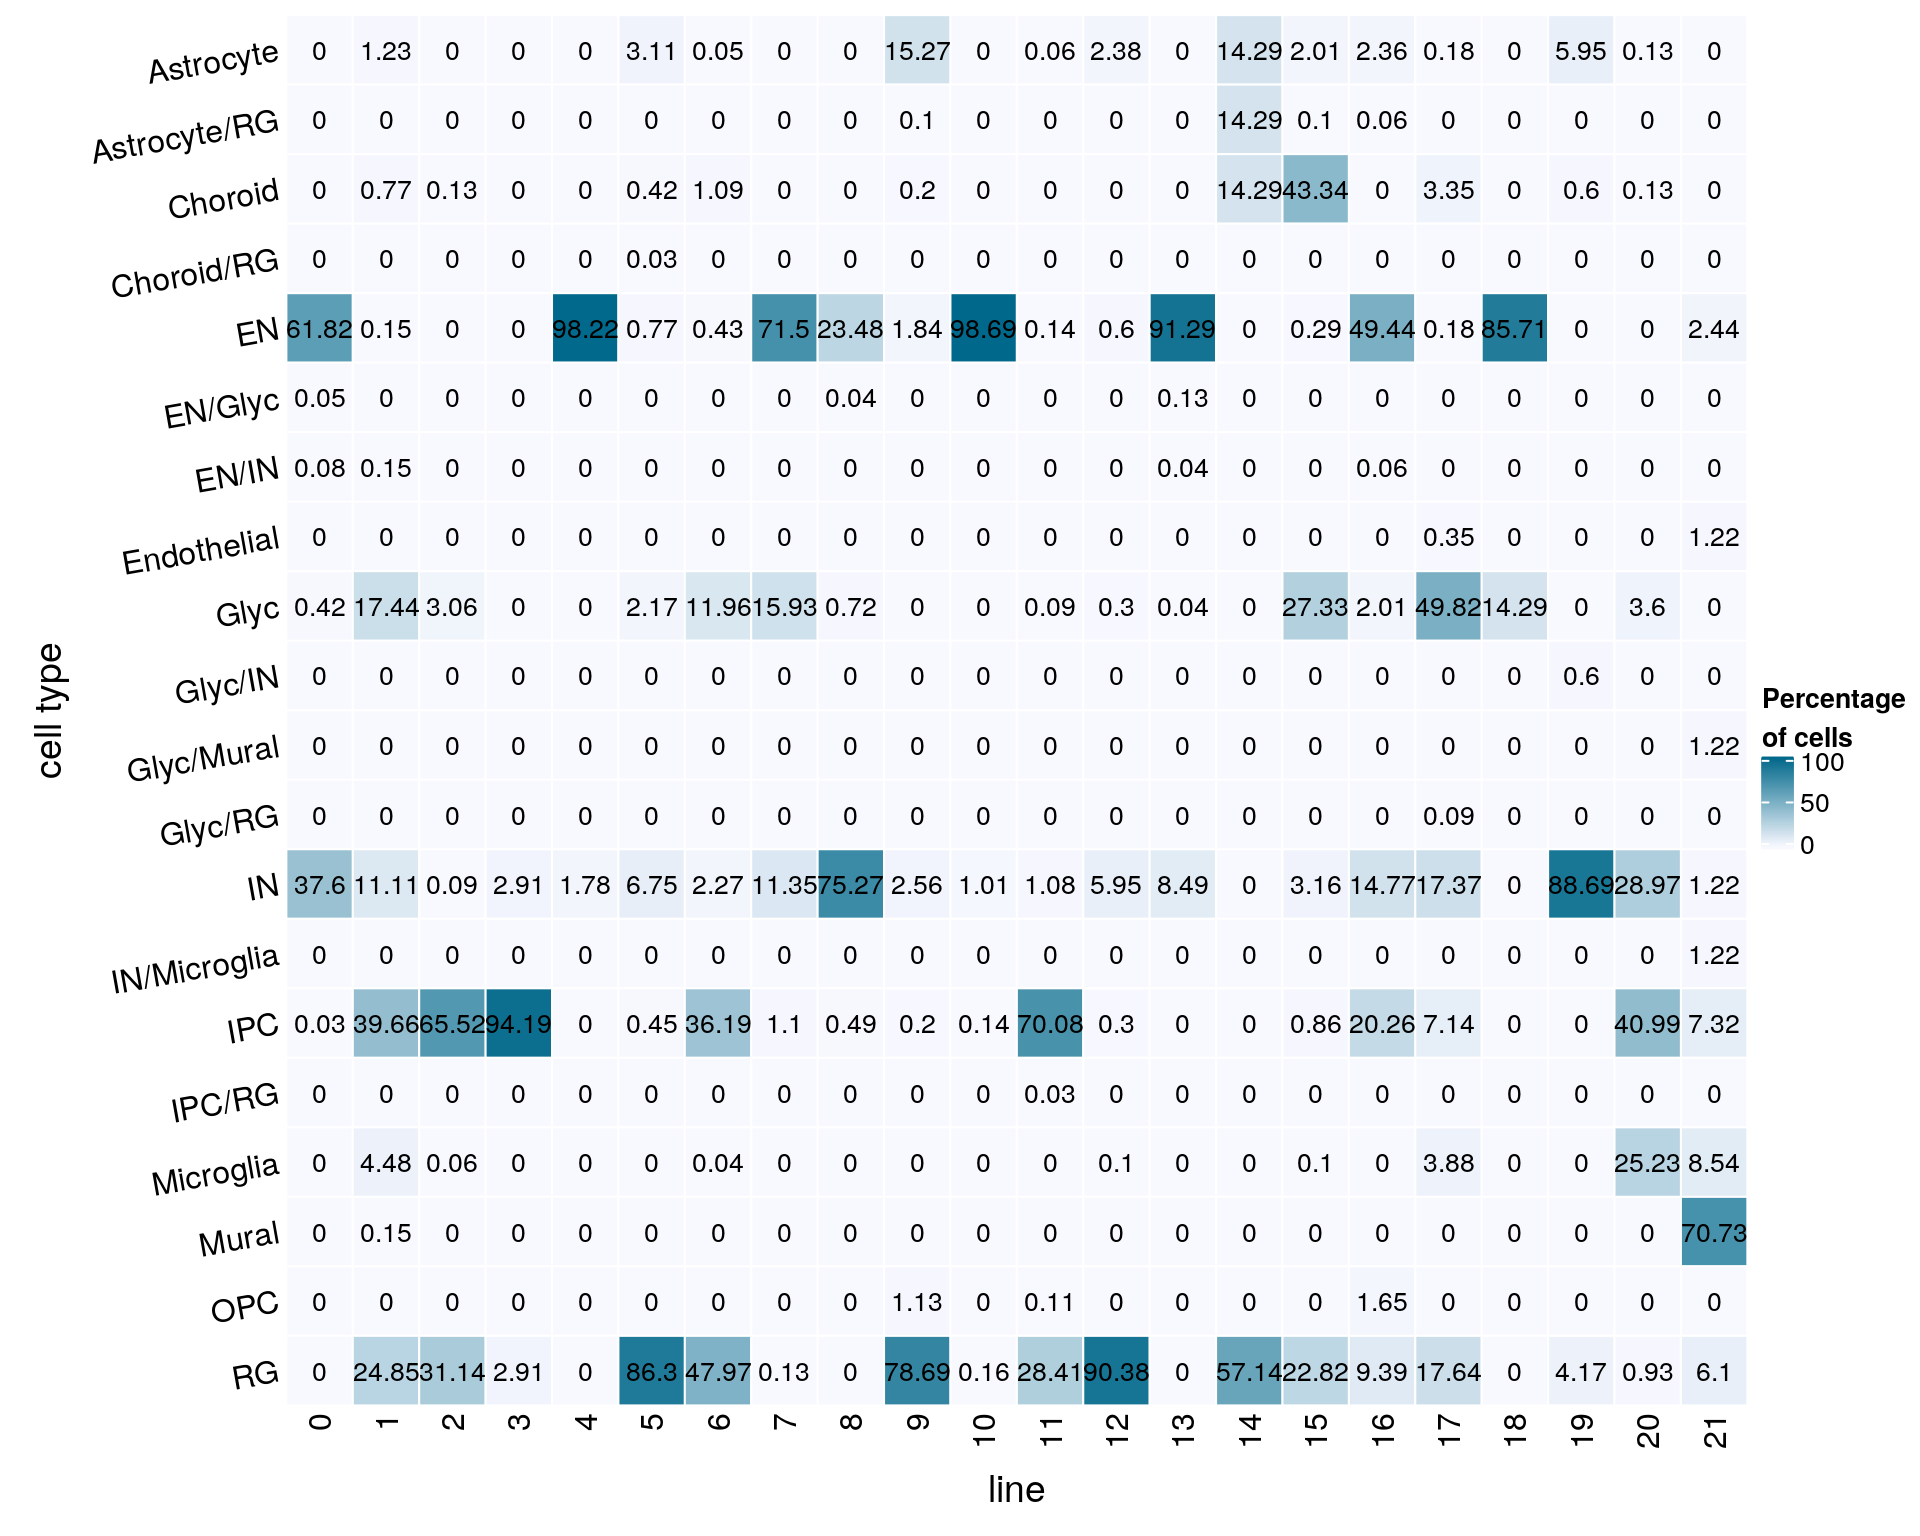 Astrocyte 0 1.23 0 0 0 3.11 0.05 0 0 15.27 0 0.06 2.38 0 14.29 2.01 2.36 0.18 0 5.95 0.13 0
Astrocyte/RG 0 0 0 0 0 0 0 0 0 0.1 0 0 0 0 14.29 0.1 0.06 0 0 0 0 0
Choroid 0 0.77 0.13 0 0 0.42 1.09 0 0 0.2 0 0 0 0 14.29 43.34 0 3.35 0 0.6 0.13 0
Choroid/RG 0 0 0 0 0 0.03 0 0 0 0 0 0 0 0 0 0 0 0 0 0 0 0
EN 61.82 0.15 0 0 98.22 0.77 0.43 71.5 23.48 1.84 98.69 0.14 0.6 91.29 0 0.29 49.44 0.18 85.71 0 0 2.44
EN/Glyc 0.05 0 0 0 0 0 0 0 0.04 0 0 0 0 0.13 0 0 0 0 0 0 0 0
EN/IN 0.08 0.15 0 0 0 0 0 0 0 0 0 0 0 0.04 0 0 0.06 0 0 0 0 0
Endothelial 0 0 0 0 0 0 0 0 0 0 0 0 0 0 0 0 0 0.35 0 0 0 1.22
Glyc 0.42 17.44 3.06 0 0 2.17 11.96 15.93 0.72 0 0 0.09 0.3 0.04 0 27.33 2.01 49.82 14.29 0 3.6 0
Glyc/IN 0 0 0 0 0 0 0 0 0 0 0 0 0 0 0 0 0 0 0 0.6 0 0
Glyc/Mural 0 0 0 0 0 0 0 0 0 0 0 0 0 0 0 0 0 0 0 0 0 1.22
Glyc/RG 0 0 0 0 0 0 0 0 0 0 0 0 0 0 0 0 0 0.09 0 0 0 0
IN 37.6 11.11 0.09 2.91 1.78 6.75 2.27 11.35 75.27 2.56 1.01 1.08 5.95 8.49 0 3.16 14.77 17.37 0 88.69 28.97 1.22
IN/Microglia 0 0 0 0 0 0 0 0 0 0 0 0 0 0 0 0 0 0 0 0 0 1.22
IPC 0.03 39.66 65.52 94.19 0 0.45 36.19 1.1 0.49 0.2 0.14 70.08 0.3 0 0 0.86 20.26 7.14 0 0 40.99 7.32
IPC/RG 0 0 0 0 0 0 0 0 0 0 0 0.03 0 0 0 0 0 0 0 0 0 0
Microglia 0 4.48 0.06 0 0 0 0.04 0 0 0 0 0 0.1 0 0 0.1 0 3.88 0 0 25.23 8.54
Mural 0 0.15 0 0 0 0 0 0 0 0 0 0 0 0 0 0 0 0 0 0 0 70.73
OPC 0 0 0 0 0 0 0 0 0 1.13 0 0.11 0 0 0 0 1.65 0 0 0 0 0
RG 0 24.85 31.14 2.91 0 86.3 47.97 0.13 0 78.69 0.16 28.41 90.38 0 57.14 22.82 9.39 17.64 0 4.17 0.93 6.1
0 1 2 3 4 5 6 7 8 9 10 11 12 13 14 15 16 17 18 19 20 21
line
cell type
Percentage
of cells
100
50
0